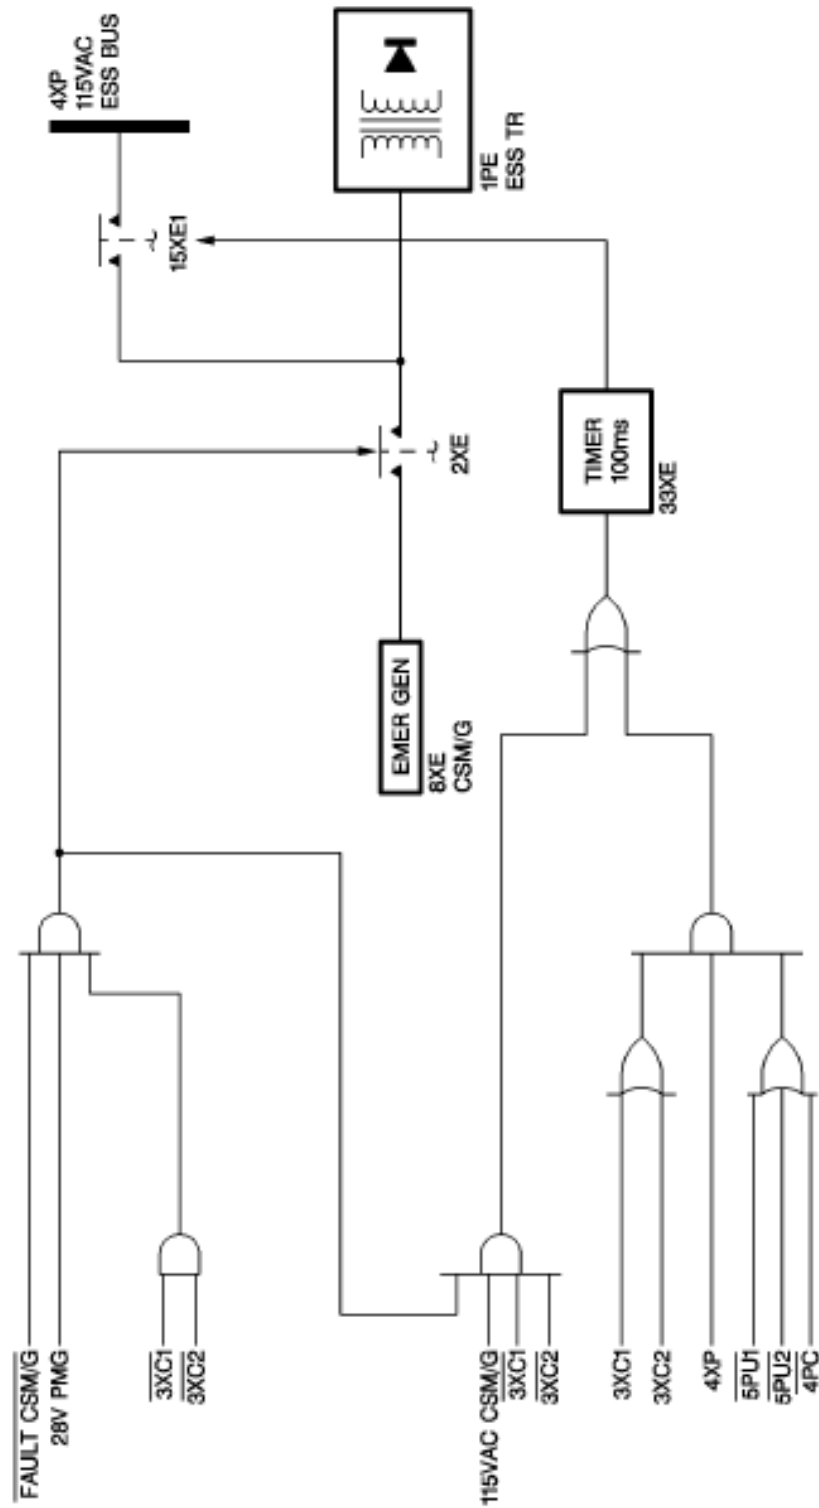 FAULT CSM/G
28V PMG
3XC1
3XC2
115VAC CSM/G
3XC1
3XC2
3XC1
3XC2
4XP
5PU1
5PU2
4PC
4XP
115VAC
ESS BUS
15XE1
1PE
ESS TR
2XE
EMER GEN
8XE
CSM/G
TIMER
100ms
33XE